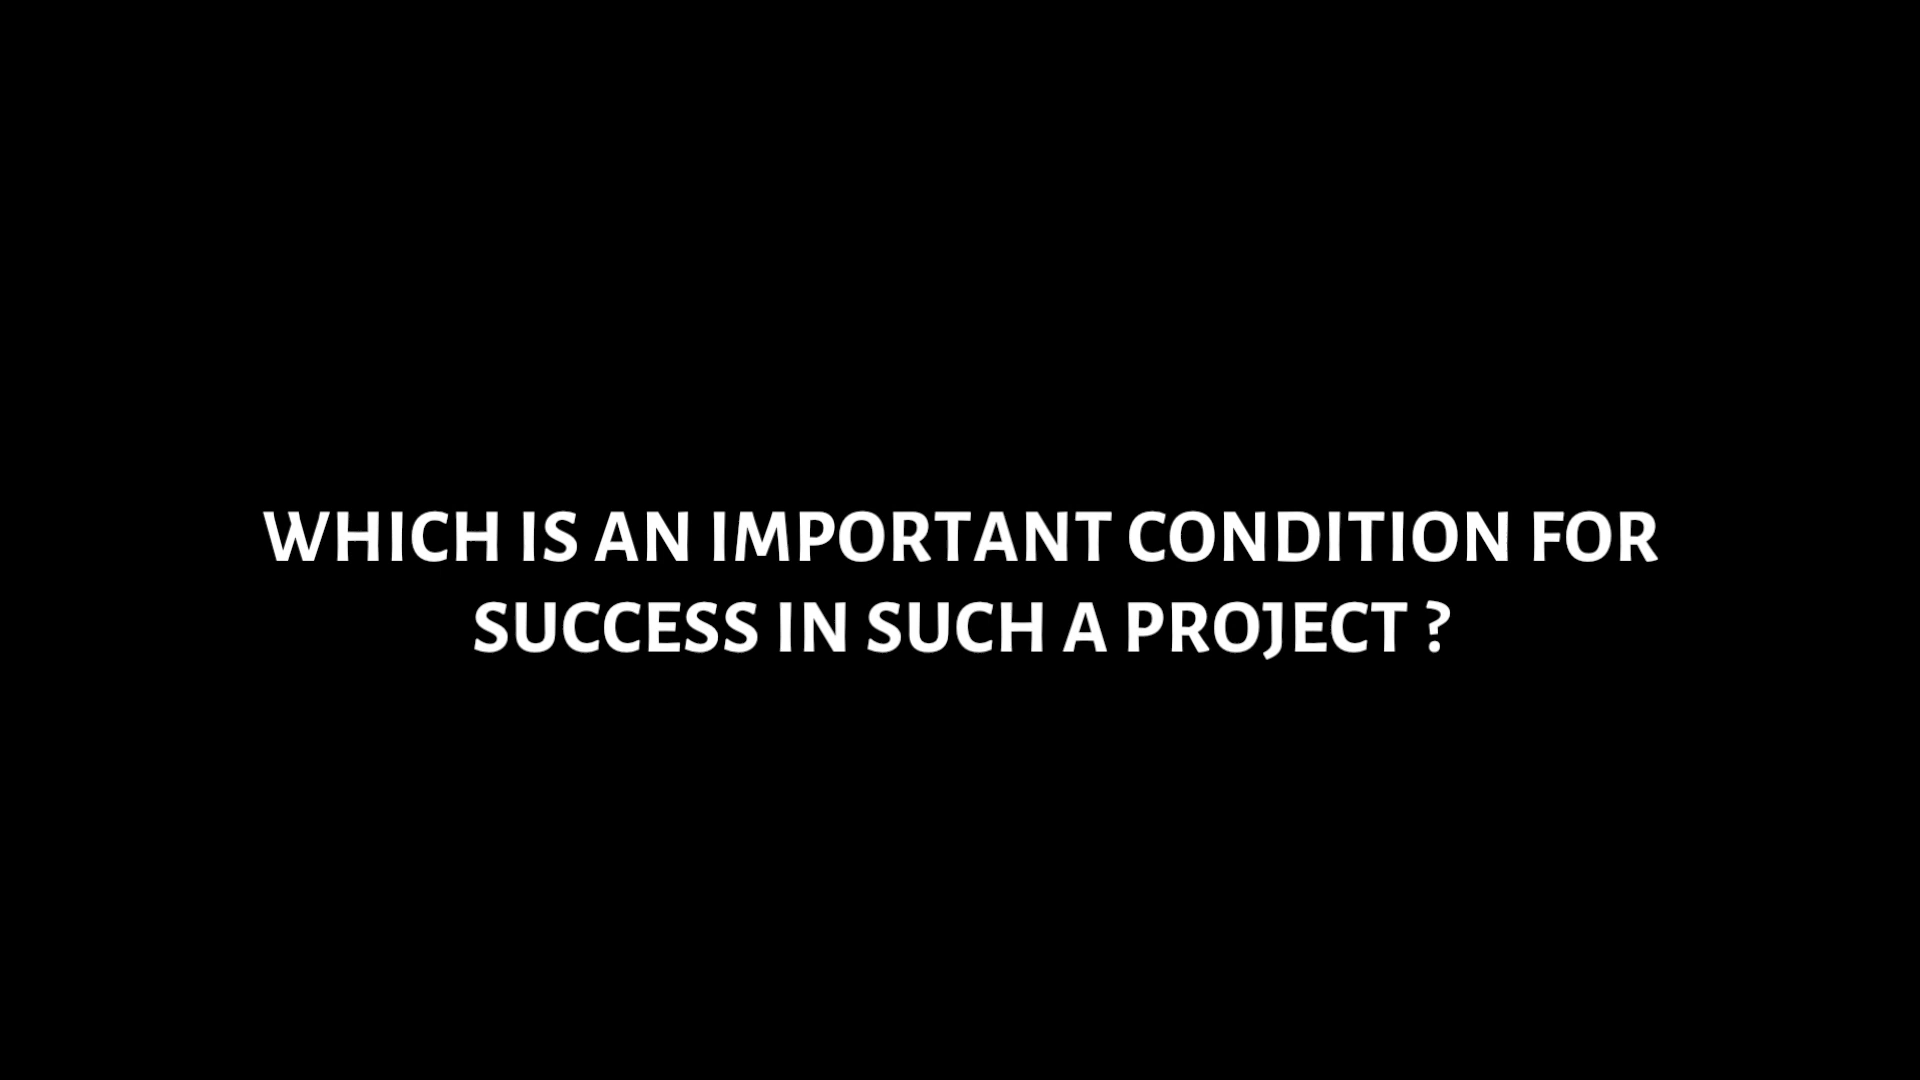 WHICH IS AN IMPORTANT CONDITION FOR
SUCCESS IN SUCH A PROJECT ?